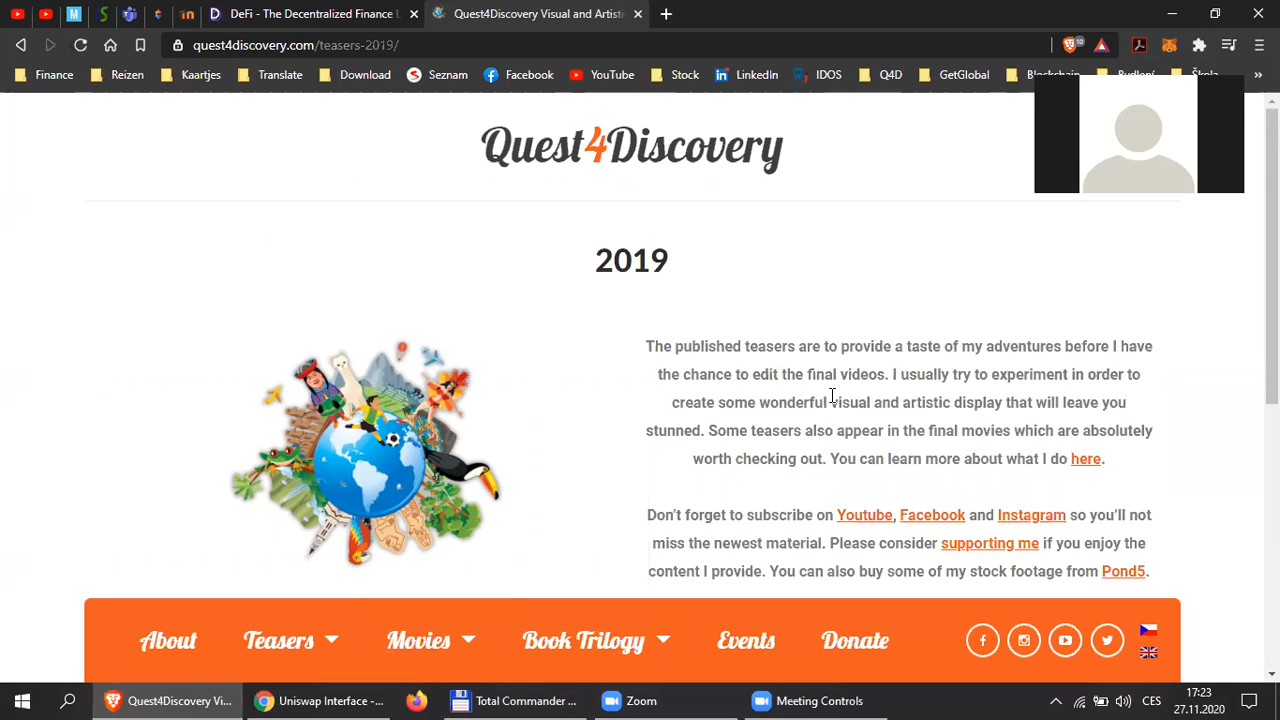 DeFi - The Decentralized Finance U
Quest4Discovery Visual and Artisti
quest4discovery.com/teasers-2019/
10
Finance Reizen Kaartjes Translate Download Seznam Facebook YouTube Stock LinkedIn IDOS Q4D GetGlobal Blockchain Bydlení Škola
Quest4Discovery
2019
The published teasers are to provide a taste of my adventures before I have
the chance to edit the final videos. I usually try to experiment in order to
create some wonderful visual and artistic display that will leave you
stunned. Some teasers also appear in the final movies which are absolutely
worth checking out. You can learn more about what I do here.
Don't forget to subscribe on Youtube, Facebook and Instagram so you'll not
miss the newest material. Please consider supporting me if you enjoy the
content I provide. You can also buy some of my stock footage from Pond5.
About Teasers Movies Book Trilogy Events Donate
Quest4Discovery Vi... Uniswap Interface - ... Total Commander ... Zoom Meeting Controls CES 17:23
27.11.2020